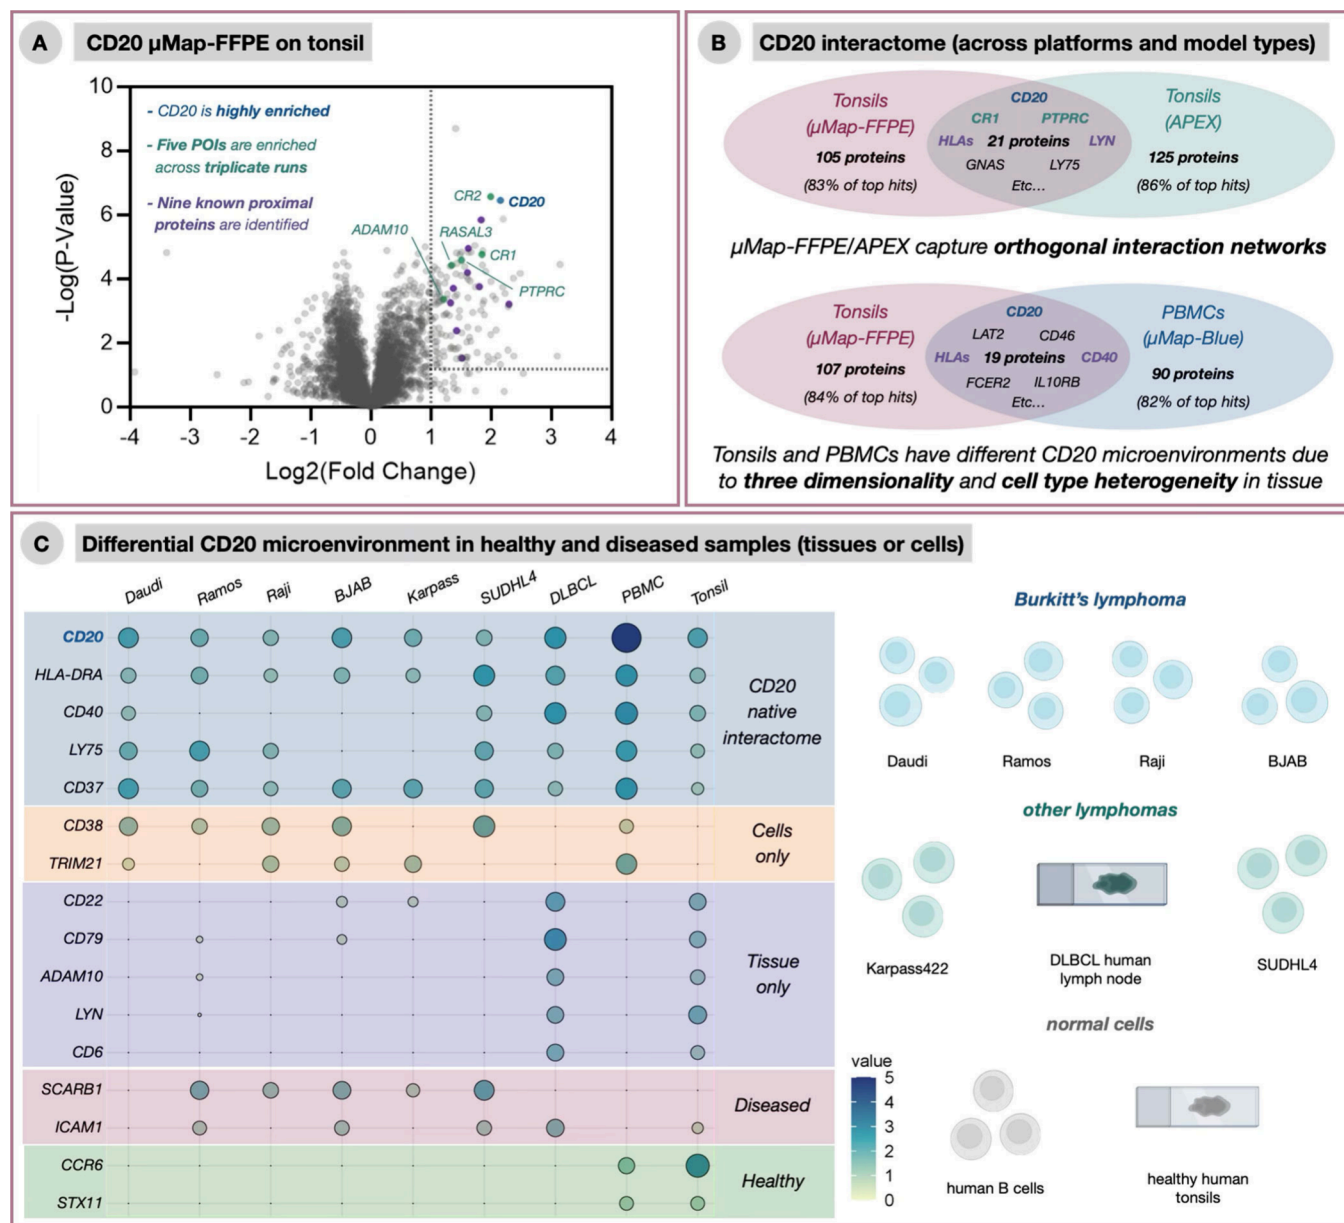 A CD20 µMap-FFPE on tonsil
- CD20 is highly enriched
- Five POIs are enriched
across triplicate runs
- Nine known proximal
proteins are identified
-Log(P-Value)
10
8
6
4
2
0
CR2
CD20
ADAM10
RASAL3
CR1
PTPRC
-4 -3 -2 -1 0 1 2 3 4
Log2(Fold Change)
B CD20 interactome (across platforms and model types)
Tonsils
(µMap-FFPE)
105 proteins
(83% of top hits)
CD20
CR1 PTPRC
HLAs 21 proteins LYN
GNAS LY75
Etc...
Tonsils
(APEX)
125 proteins
(86% of top hits)
µMap-FFPE/APEX capture orthogonal interaction networks
Tonsils
(µMap-FFPE)
107 proteins
(84% of top hits)
CD20
LAT2 CD46
HLAs 19 proteins CD40
FCER2 IL10RB
Etc...
PBMCs
(µMap-Blue)
90 proteins
(82% of top hits)
Tonsils and PBMCs have different CD20 microenvironments due
to three dimensionality and cell type heterogeneity in tissue
C Differential CD20 microenvironment in healthy and diseased samples (tissues or cells)
Daudi Ramos Raji BJAB Karpass SUDHL4 DLBCL PBMC Tonsil
CD20
HLA-DRA
CD40
LY75
CD37
CD20
native
interactome
CD38
TRIM21
Cells
only
CD22
CD79
ADAM10
LYN
CD6
Tissue
only
SCARB1
ICAM1
Diseased
CCR6
STX11
Healthy
Burkitt's lymphoma
Daudi Ramos Raji BJAB
other lymphomas
Karpass422
DLBCL human
lymph node
SUDHL4
normal cells
value
5
4
3
2
1
0
human B cells
healthy human
tonsils